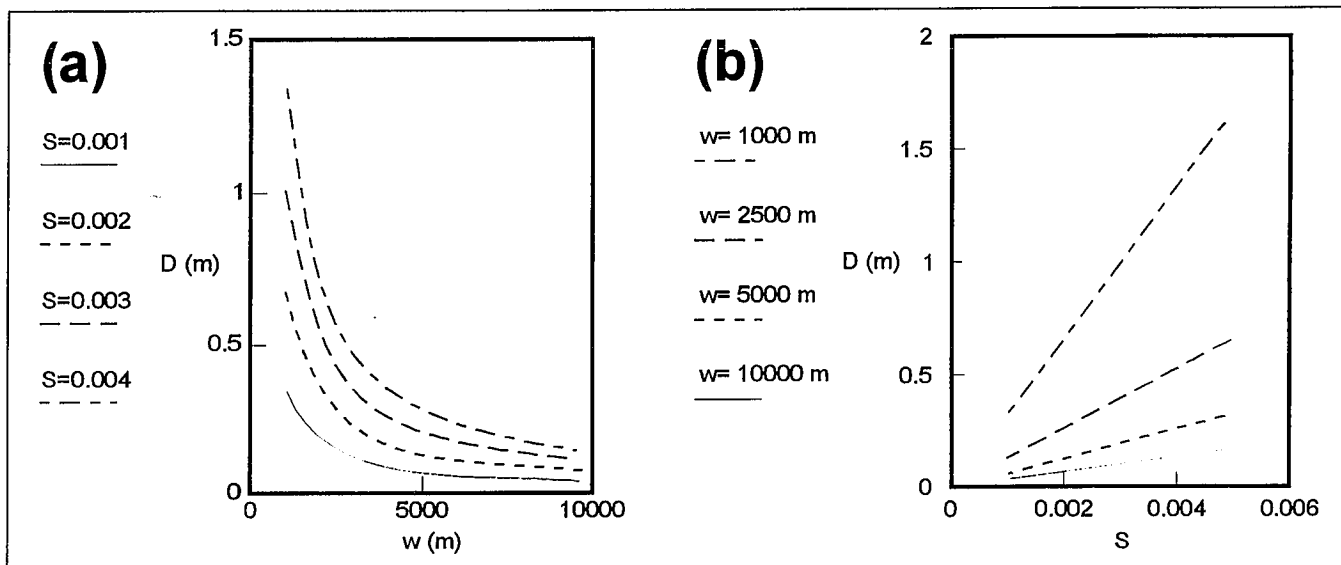 (a)
S=0.001
S=0.002
S=0.003
S=0.004
1.5
1
D (m)
0.5
0
0
5000
10000
w (m)
(b)
w= 1000 m
w= 2500 m
w= 5000 m
w= 10000 m
2
1.5
D (m)
1
0.5
0
0
0.002
0.004
0.006
S